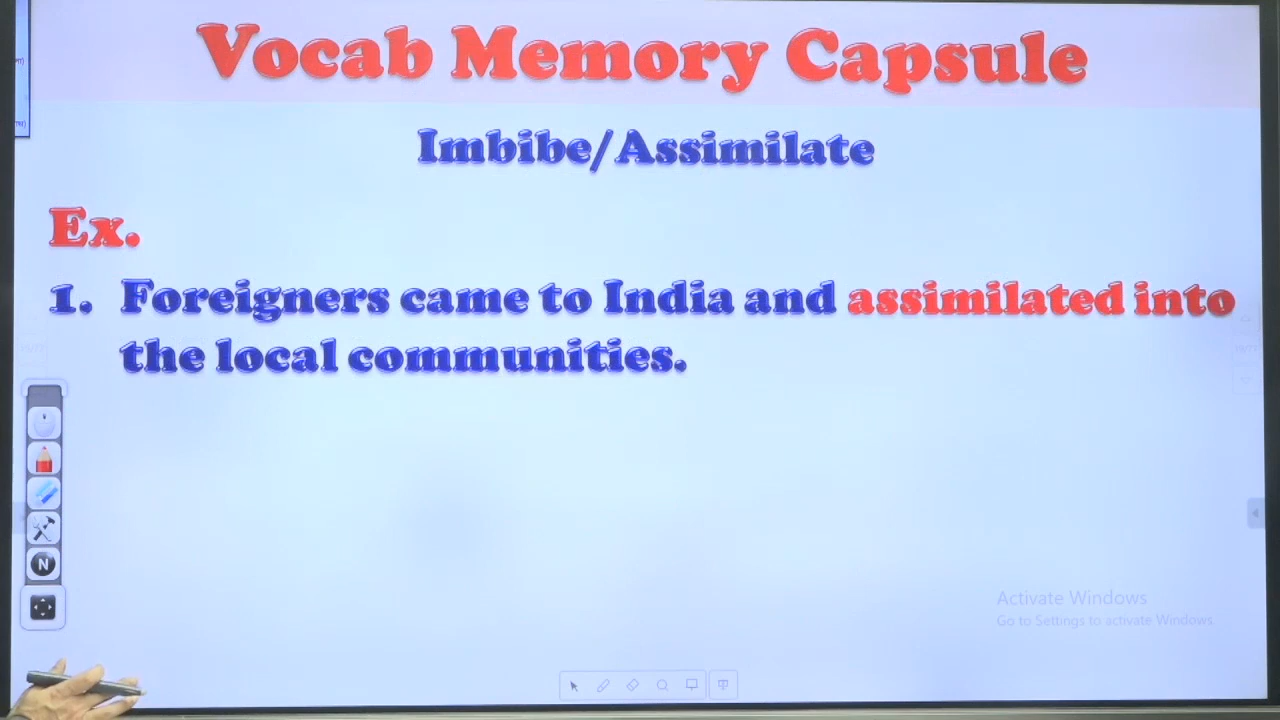 Vocab Memory Capsule
Imbibe/Assimilate
Ex.
1. Foreigners came to India and assimilated into
the local communities.
N
Activate Windows
Go to Settings to activate Windows.